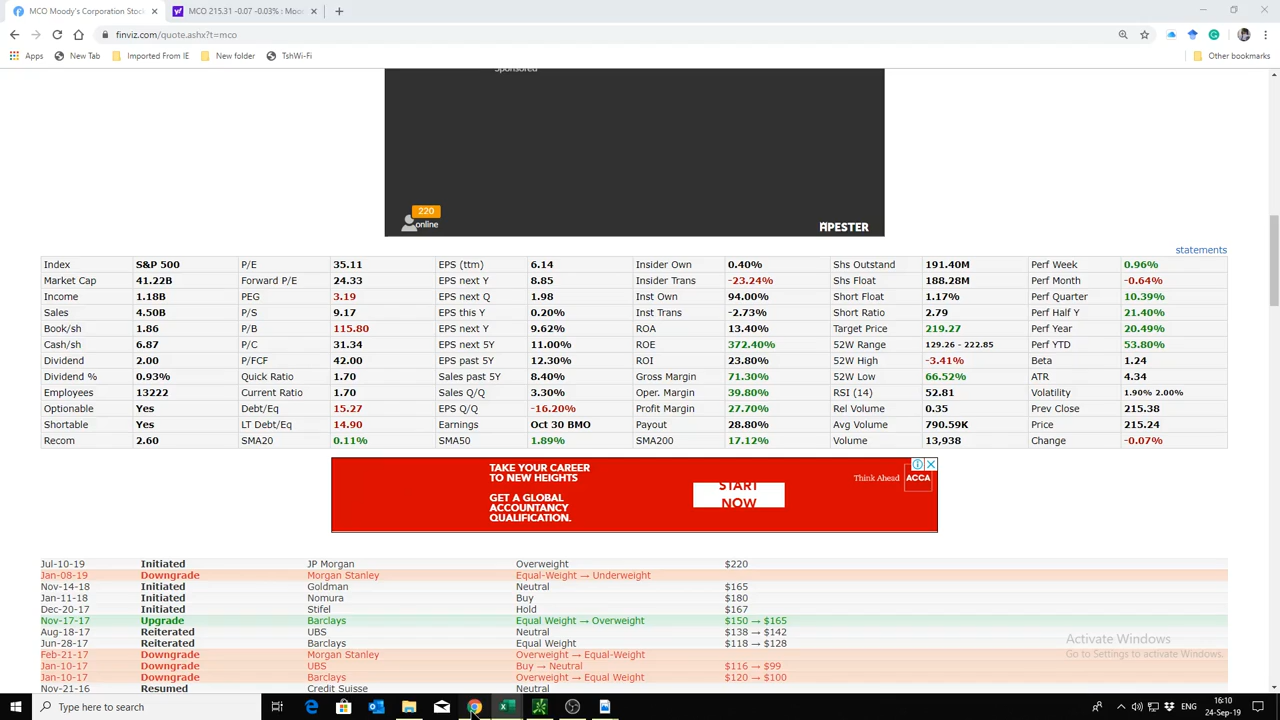 MCO Moody's Corporation Stoc
MCO 215.31 -0.07 -0.03% : Moo
finviz.com/quote.ashx?t=mco
Apps New Tab Imported From IE New folder TshWi-Fi Other bookmarks
Sponsored
220
online
APESTER
statements
Index S&P 500 P/E 35.11 EPS (ttm) 6.14 Insider Own 0.40% Shs Outstand 191.40M Perf Week 0.96%
Market Cap 41.22B Forward P/E 24.33 EPS next Y 8.85 Insider Trans -23.24% Shs Float 188.28M Perf Month -0.64%
Income 1.18B PEG 3.19 EPS next Q 1.98 Inst Own 94.00% Short Float 1.17% Perf Quarter 10.39%
Sales 4.50B P/S 9.17 EPS this Y 0.20% Inst Trans -2.73% Short Ratio 2.79 Perf Half Y 21.40%
Book/sh 1.86 P/B 115.80 EPS next Y 9.62% ROA 13.40% Target Price 219.27 Perf Year 20.49%
Cash/sh 6.87 P/C 31.34 EPS next 5Y 11.00% ROE 372.40% 52W Range 129.26 - 222.85 Perf YTD 53.80%
Dividend 2.00 P/FCF 42.00 EPS past 5Y 12.30% ROI 23.80% 52W High -3.41% Beta 1.24
Dividend % 0.93% Quick Ratio 1.70 Sales past 5Y 8.40% Gross Margin 71.30% 52W Low 66.52% ATR 4.34
Employees 13222 Current Ratio 1.70 Sales Q/Q 3.30% Oper. Margin 39.80% RSI (14) 52.81 Volatility 1.90% 2.00%
Optionable Yes Debt/Eq 15.27 EPS Q/Q -16.20% Profit Margin 27.70% Rel Volume 0.35 Prev Close 215.38
Shortable Yes LT Debt/Eq 14.90 Earnings Oct 30 BMO Payout 28.80% Avg Volume 790.59K Price 215.24
Recom 2.60 SMA20 0.11% SMA50 1.89% SMA200 17.12% Volume 13,938 Change -0.07%
TAKE YOUR CAREER
TO NEW HEIGHTS
GET A GLOBAL
ACCOUNTANCY
QUALIFICATION.
START
NOW
Think Ahead ACCA
Jul-10-19 Initiated JP Morgan Overweight $220
Jan-08-19 Downgrade Morgan Stanley Equal-Weight → Underweight
Nov-14-18 Initiated Goldman Neutral $165
Jan-11-18 Initiated Nomura Buy $180
Dec-20-17 Initiated Stifel Hold $167
Nov-17-17 Upgrade Barclays Equal Weight → Overweight $150 → $165
Aug-18-17 Reiterated UBS Neutral $138 → $142
Jun-28-17 Reiterated Barclays Equal Weight $118 → $128
Feb-21-17 Downgrade Morgan Stanley Overweight → Equal-Weight
Jan-10-17 Downgrade UBS Buy → Neutral $116 → $99
Jan-10-17 Downgrade Barclays Overweight → Equal Weight $120 → $100
Nov-21-16 Resumed Credit Suisse Neutral
Activate Windows
Go to Settings to activate Windows.
Type here to search
ENG
16:10
24-Sep-19